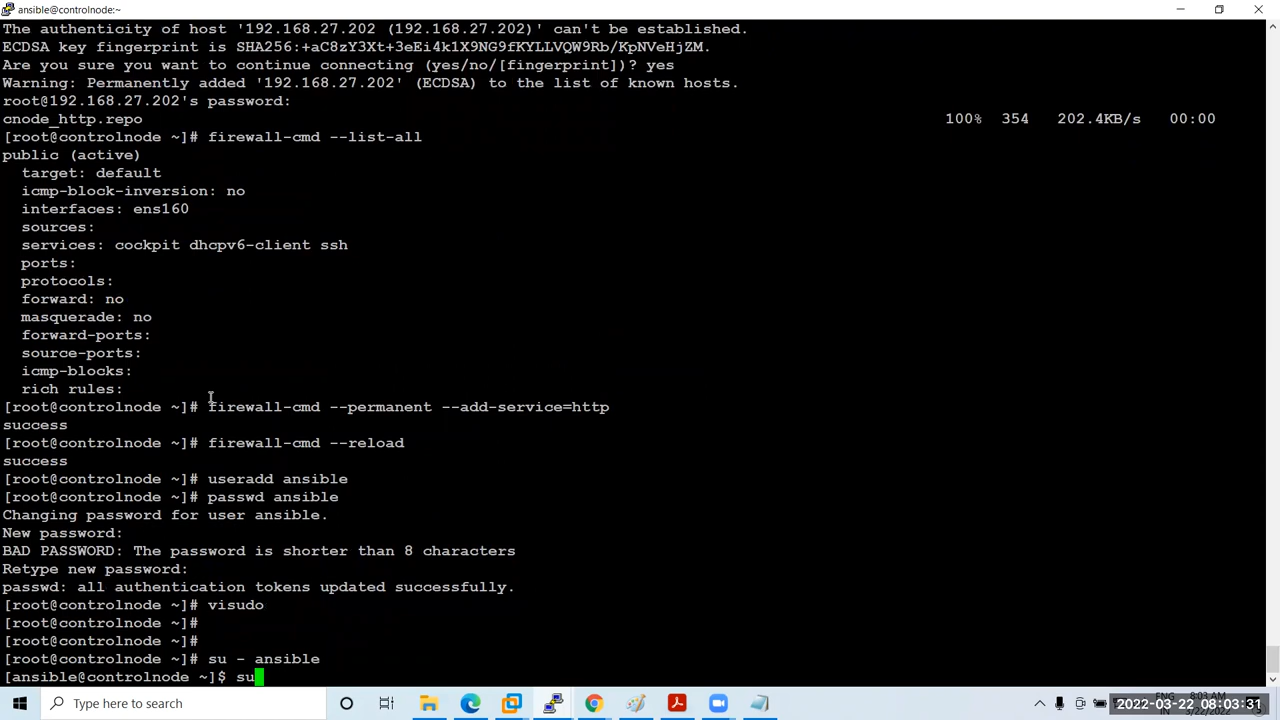 ansible@controlnode:~
The authenticity of host '192.168.27.202 (192.168.27.202)' can't be established.
ECDSA key fingerprint is SHA256:+aC8zY3Xt+3eEi4k1X9NG9fKYLLVQW9Rb/KpNVeHjZM.
Are you sure you want to continue connecting (yes/no/[fingerprint])? yes
Warning: Permanently added '192.168.27.202' (ECDSA) to the list of known hosts.
root@192.168.27.202's password:
cnode_http.repo 100% 354 202.4KB/s 00:00
[root@controlnode ~]# firewall-cmd --list-all
public (active)
target: default
icmp-block-inversion: no
interfaces: ens160
sources:
services: cockpit dhcpv6-client ssh
ports:
protocols:
forward: no
masquerade: no
forward-ports:
source-ports:
icmp-blocks:
rich rules:
[root@controlnode ~]# firewall-cmd --permanent --add-service=http
success
[root@controlnode ~]# firewall-cmd --reload
success
[root@controlnode ~]# useradd ansible
[root@controlnode ~]# passwd ansible
Changing password for user ansible.
New password:
BAD PASSWORD: The password is shorter than 8 characters
Retype new password:
passwd: all authentication tokens updated successfully.
[root@controlnode ~]# visudo
[root@controlnode ~]#
[root@controlnode ~]#
[root@controlnode ~]# su - ansible
[ansible@controlnode ~]$ su
Type here to search
ENG
8:03 AM
2022-03-22 08:03:31